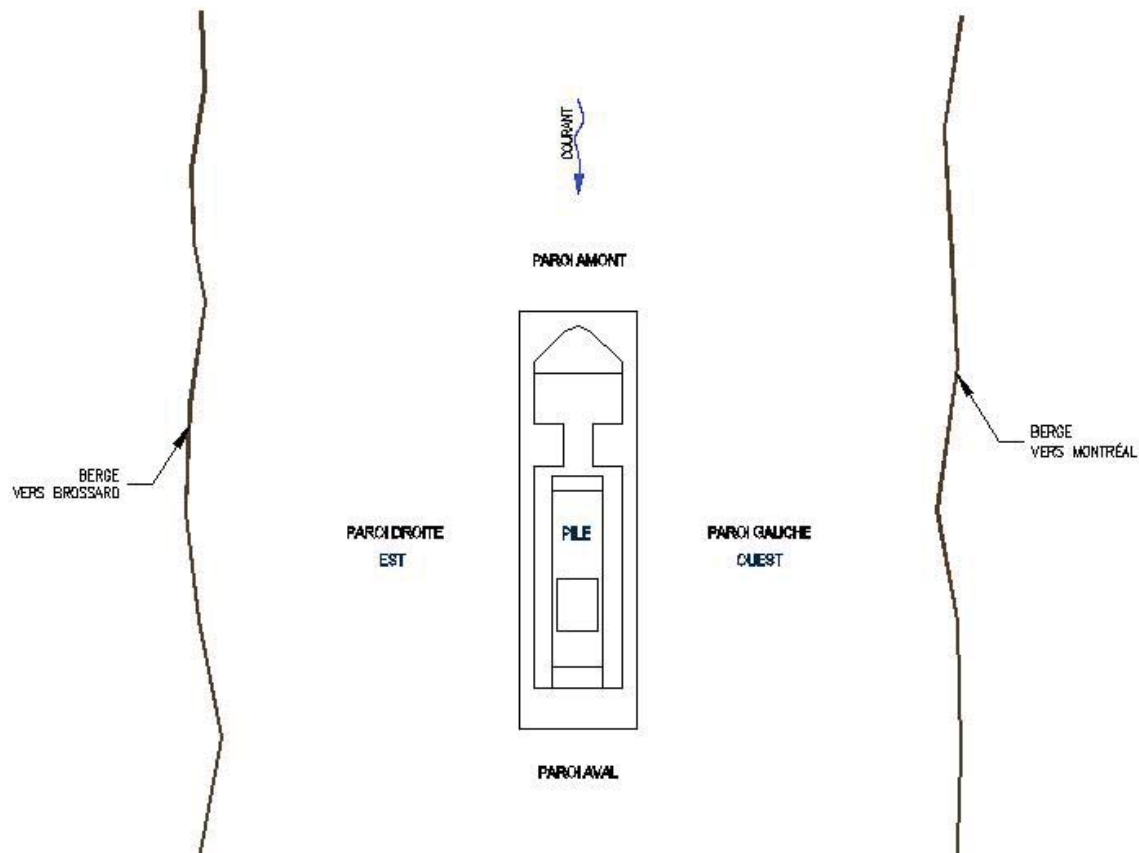 COURANT
PAROI AMONT
BERGE
VERS MONTRÉAL
BERGE
VERS BROSSARD
PAROI DROITE
EST
PILE
PAROI GAUCHE
OUEST
PAROI AVAL